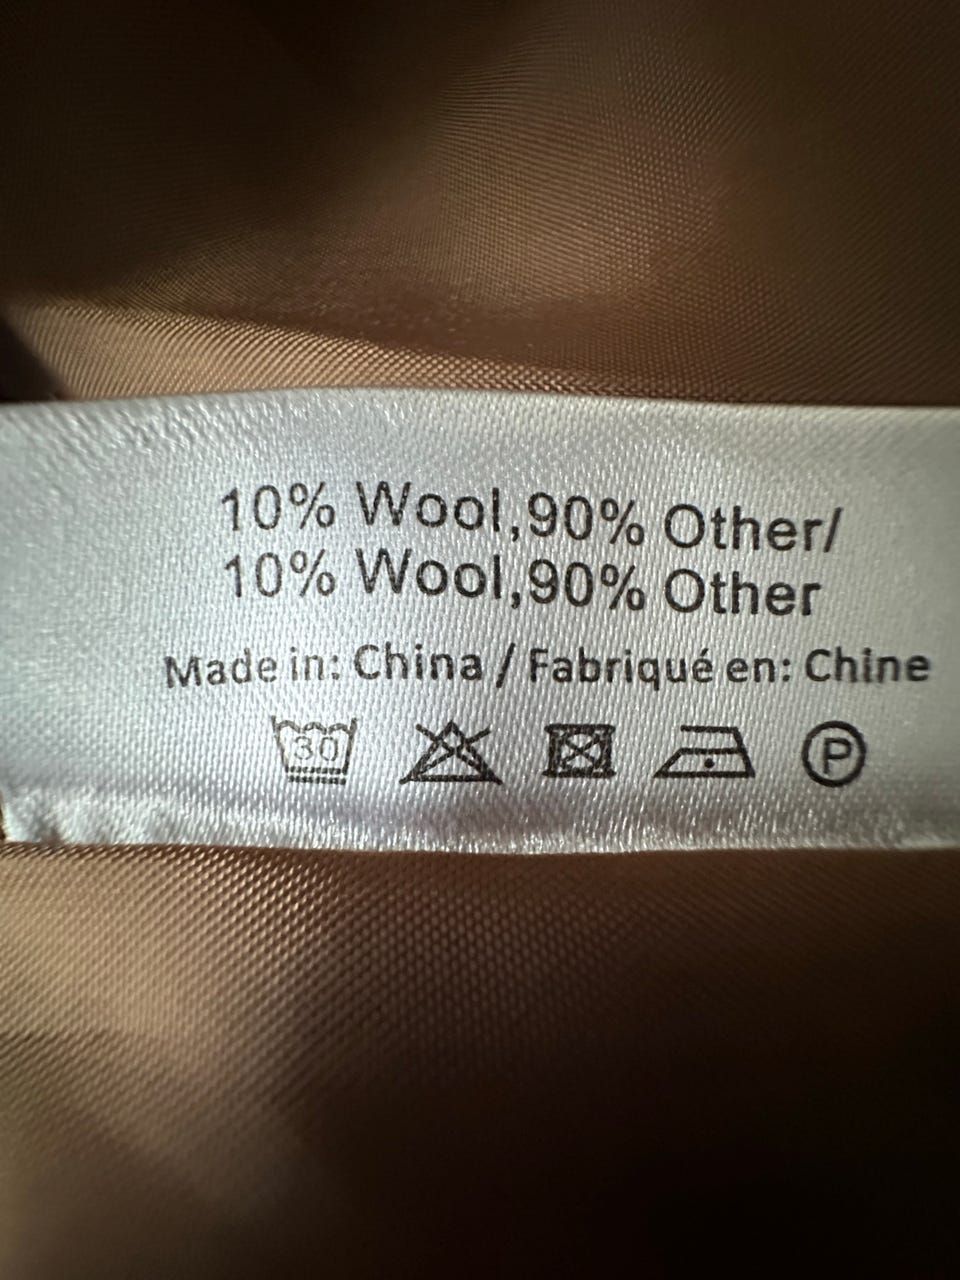 10% Wool,90% Other/
10% Wool,90% Other
Made in: China / Fabriqué en: Chine
30 P